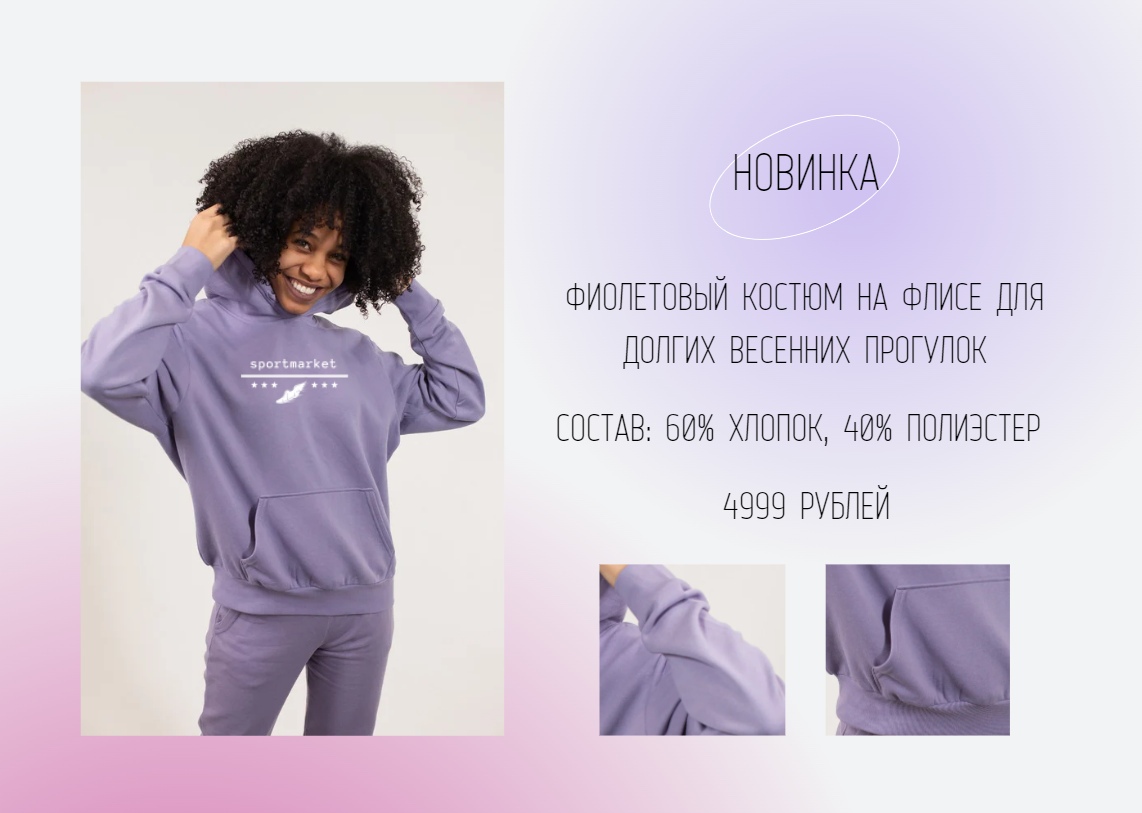 sportmarket
НОВИНКА
ФИОЛЕТОВЫЙ КОСТЮМ НА ФЛИСЕ ДЛЯ
ДОЛГИХ ВЕСЕННИХ ПРОГУЛОК
СОСТАВ: 60% ХЛОПОК, 40% ПОЛИЭСТЕР
4999 РУБЛЕЙ